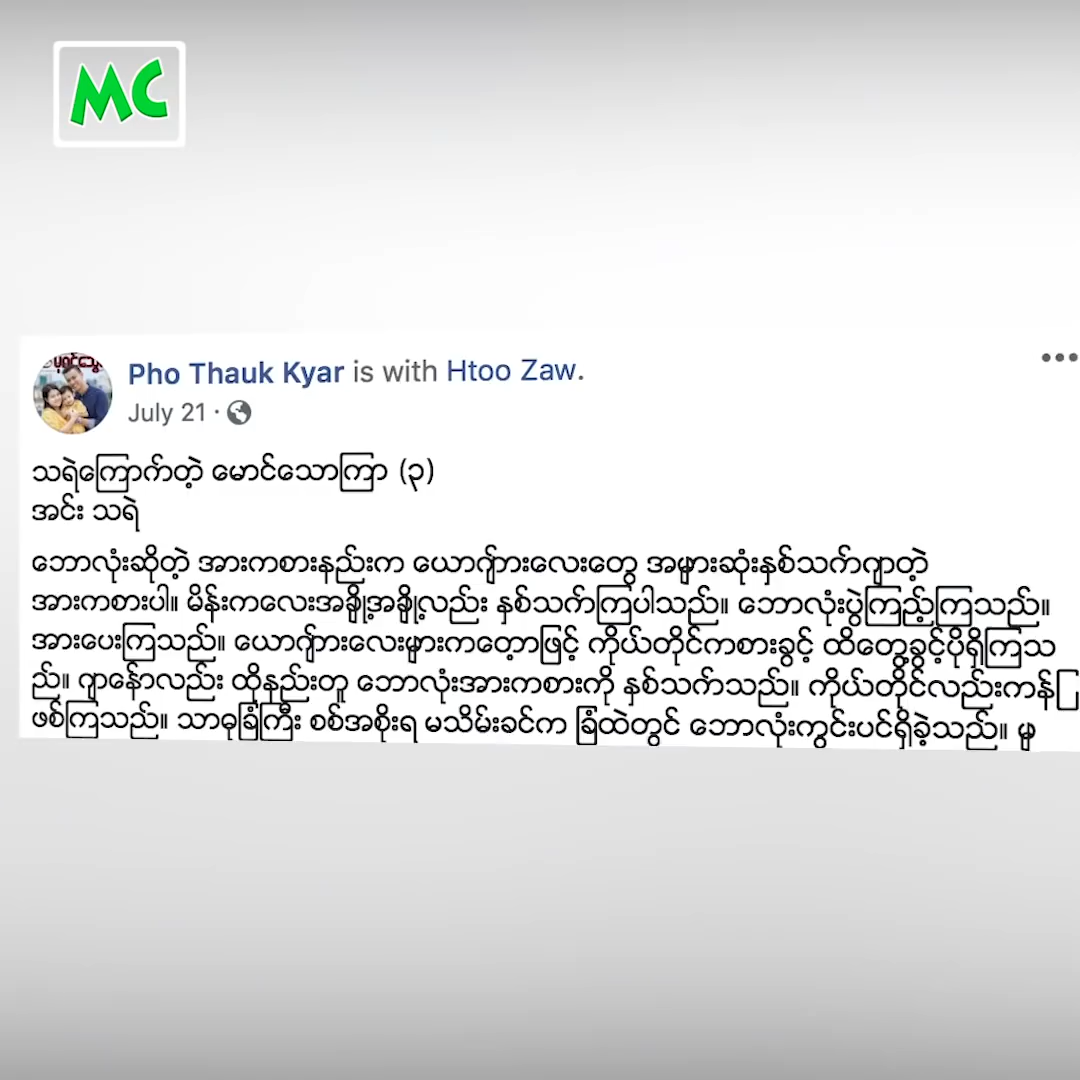 MC
Pho Thauk Kyar is with Htoo Zaw.
July 21 ·
သရဲကြောက်တဲ့ မောင်သောကြာ (၃)
အင်း သရဲ
ဘောလုံးဆိုတဲ့ အားကစားနည်းက ယောဂျ်ားလေးတွေ အများဆုံးနှစ်သက်ဂျာတဲ့
အားကစားပါ။ မိန်းကလေးအချို့အချို့လည်း နှစ်သက်ကြပါသည်။ ဘောလုံးပွဲကြည့်ကြသည်။
အားပေးကြသည်။ ယောဂျ်ားလေးများကတော့ဖြင့် ကိုယ်တိုင်ကစားခွင့် ထိတွေ့ခွင့်ပိုရှိကြသ
ည်။ ဂျာနော်လည်း ထိုနည်းတူ ဘောလုံးအားကစားကို နှစ်သက်သည်။ ကိုယ်တိုင်လည်းကန်
ဖစ်ကြသည်။ သာဓုခြံကြီး စစ်အစိုးရ မသိမ်းခင်က ခြံထဲတွင် ဘောလုံးကွင်းပင်ရှိခဲ့သည်။ မှ